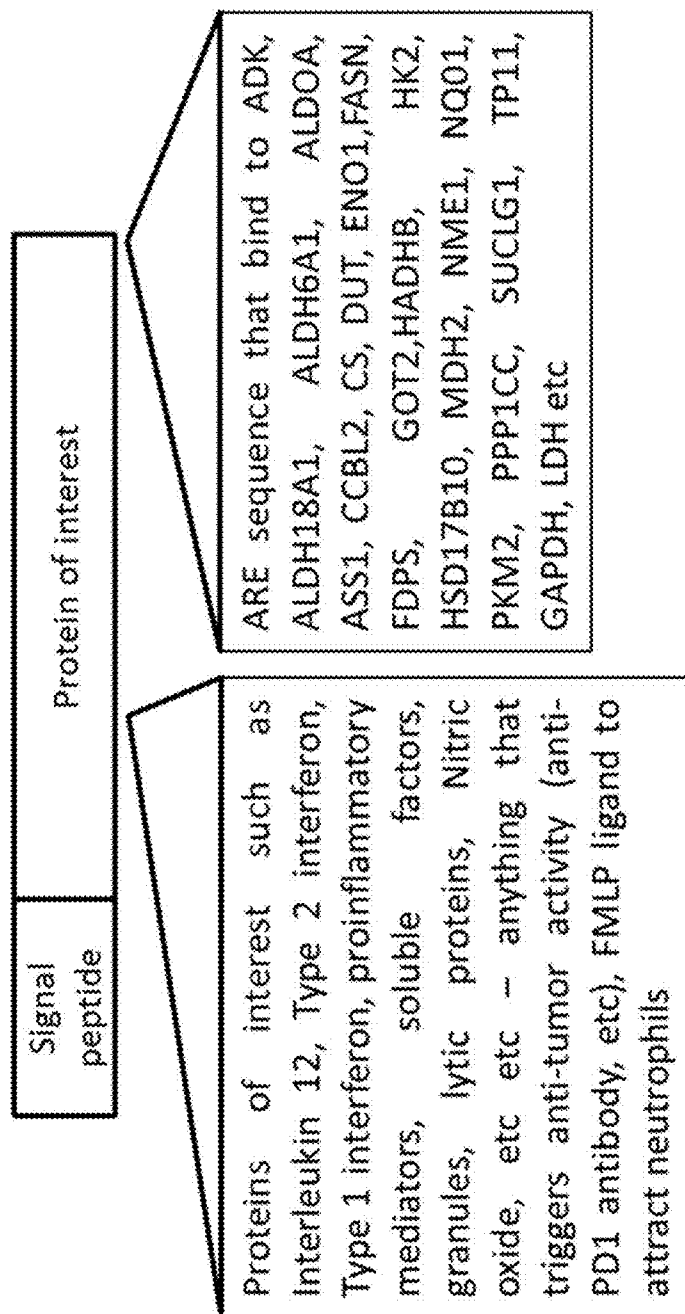 Signal
peptide
Protein of interest
Proteins of interest such as
Interleukin 12, Type 2 interferon,
Type 1 interferon, proinflammatory
mediators, soluble factors,
granules, lytic proteins, Nitric
oxide, etc etc – anything that
triggers anti-tumor activity (anti-
PD1 antibody, etc), FMLP ligand to
attract neutrophils
ARE sequence that bind to ADK,
ALDH18A1, ALDH6A1, ALDOA,
ASS1, CCBL2, CS, DUT, ENO1,FASN,
FDPS, GOT2,HADHB, HK2,
HSD17B10, MDH2, NME1, NQ01,
PKM2, PPP1CC, SUCLG1, TP11,
GAPDH, LDH etc